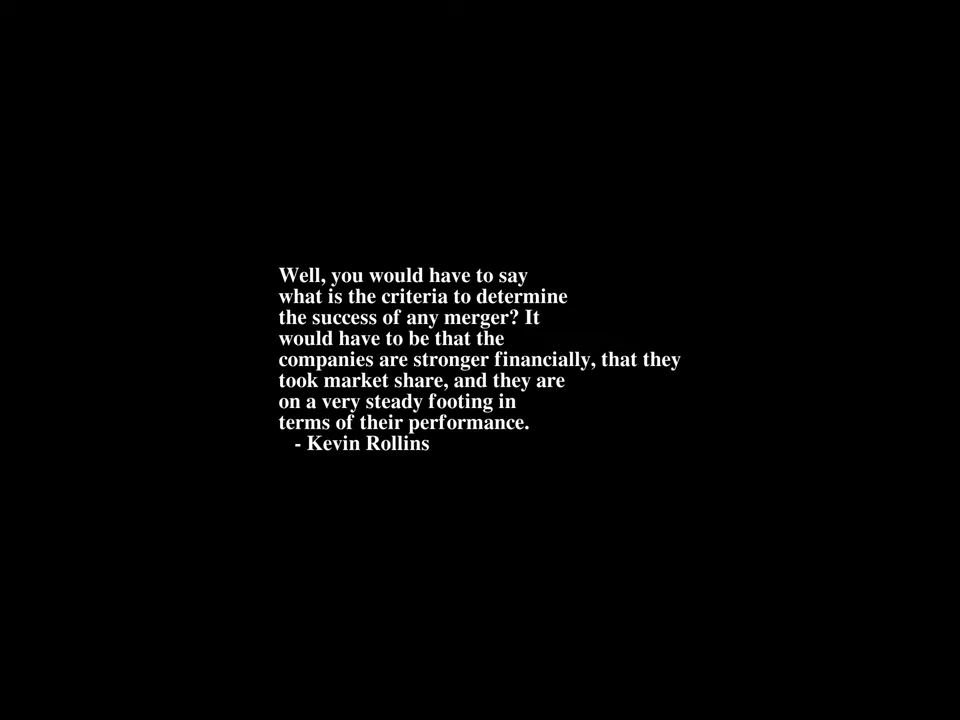 Well, you would have to say
what is the criteria to determine
the success of any merger? It
would have to be that the
companies are stronger financially, that they
took market share, and they are
on a very steady footing in
terms of their performance.
- Kevin Rollins